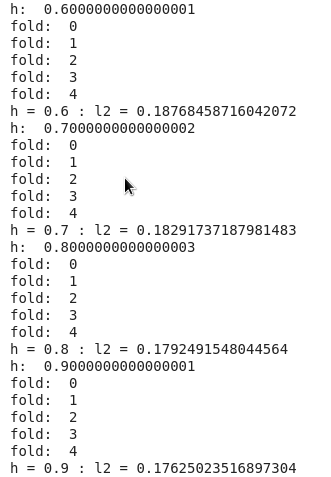 h:  0.6000000000000001
fold:  0
fold:  1
fold:  2
fold:  3
fold:  4
h = 0.6 : l2 = 0.18768458716042072
h:  0.7000000000000002
fold:  0
fold:  1
fold:  2
fold:  3
fold:  4
h = 0.7 : l2 = 0.18291737187981483
h:  0.8000000000000003
fold:  0
fold:  1
fold:  2
fold:  3
fold:  4
h = 0.8 : l2 = 0.1792491548044564
h:  0.9000000000000001
fold:  0
fold:  1
fold:  2
fold:  3
fold:  4
h = 0.9 : l2 = 0.17625023516897304